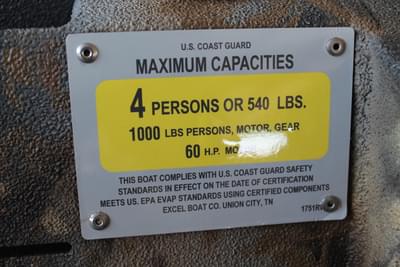 U.S. COAST GUARD
MAXIMUM CAPACITIES
4 PERSONS OR 540 LBS.
1000 LBS PERSONS, MOTOR, GEAR
60 H.P.
THIS BOAT COMPLIES WITH U.S. COAST GUARD SAFETY
STANDARDS IN EFFECT ON THE DATE OF CERTIFICATION
MEETS US. EPA EVAP STANDARDS USING CERTIFIED COMPONENTS
EXCEL BOAT CO. UNION CITY, TN